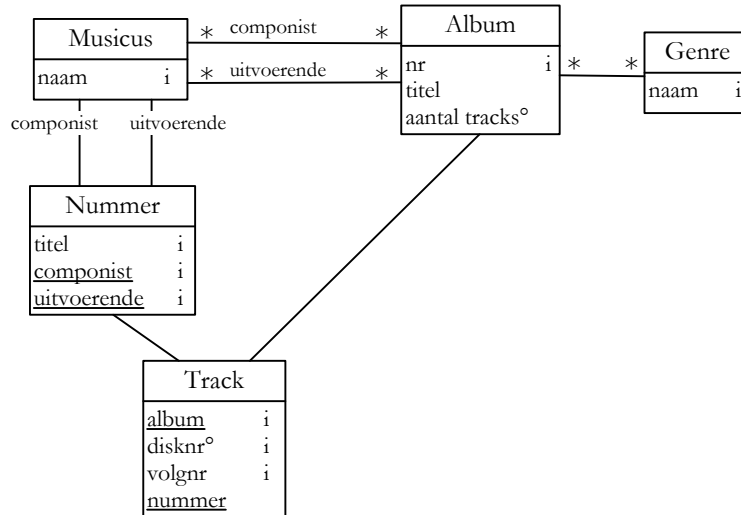 Musicus
naam i
* componist *
* uitvoerende *
Album
nr i
titel
aantal tracks°
* *
Genre
naam i
componist uitvoerende
Nummer
titel i
componist i
uitvoerende i
Track
album i
disknr° i
volgnr i
nummer